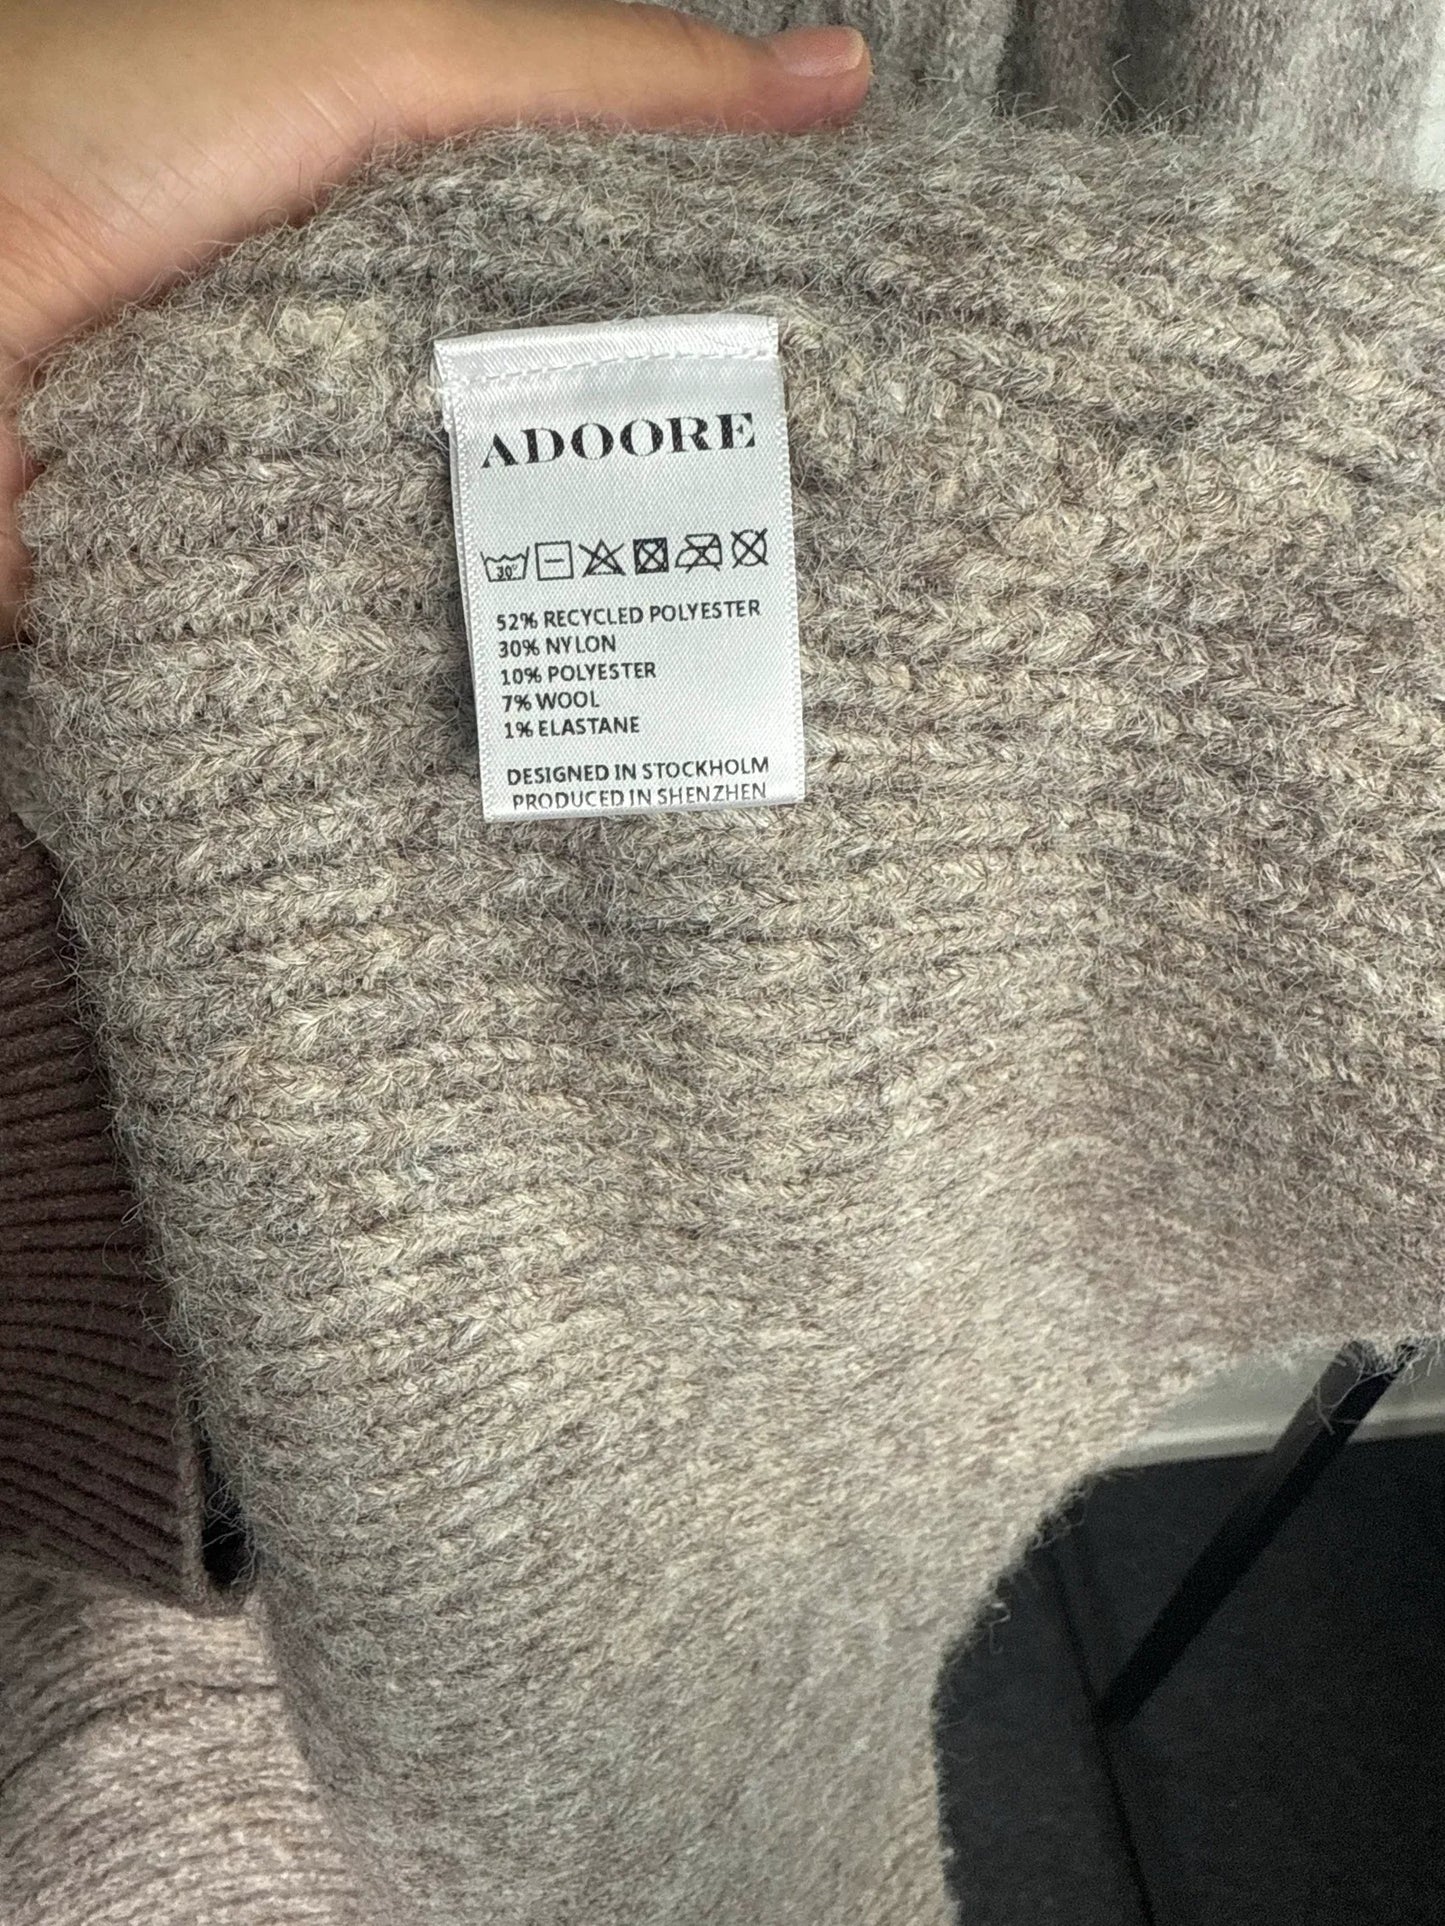 ADOORE
30°
52% RECYCLED POLYESTER
30% NYLON
10% POLYESTER
7% WOOL
1% ELASTANE
DESIGNED IN STOCKHOLM
PRODUCED IN SHENZHEN